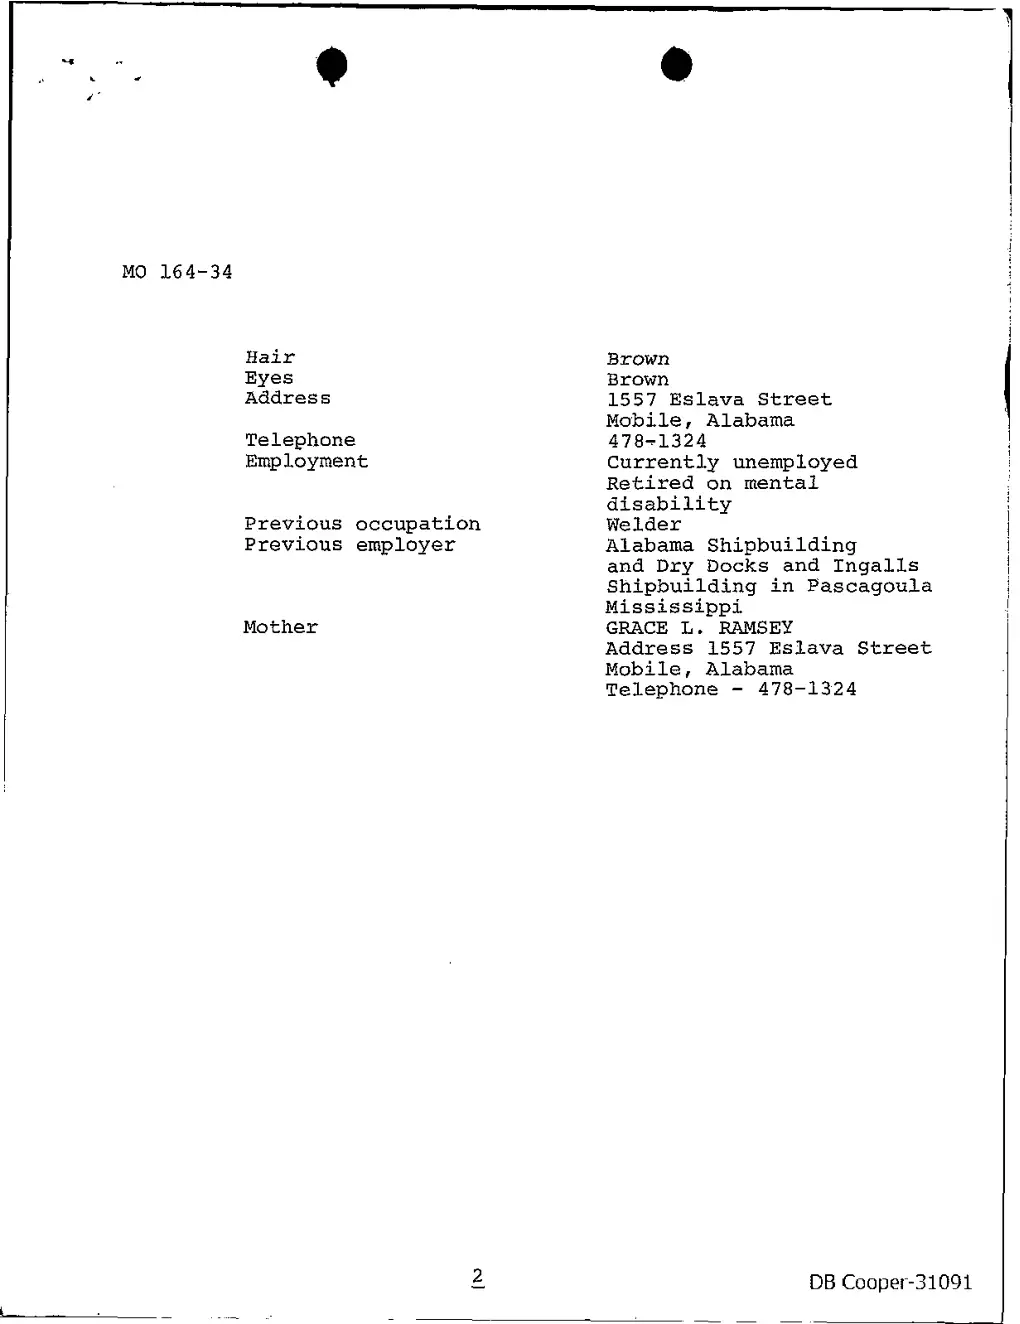 MO 164-34
Hair Brown
Eyes Brown
Address 1557 Eslava Street
Mobile, Alabama
Telephone 478-1324
Employment Currently unemployed
Retired on mental
disability
Previous occupation Welder
Previous employer Alabama Shipbuilding
and Dry Docks and Ingalls
Shipbuilding in Pascagoula
Mississippi
Mother GRACE L. RAMSEY
Address 1557 Eslava Street
Mobile, Alabama
Telephone - 478-1324
2
DB Cooper-31091